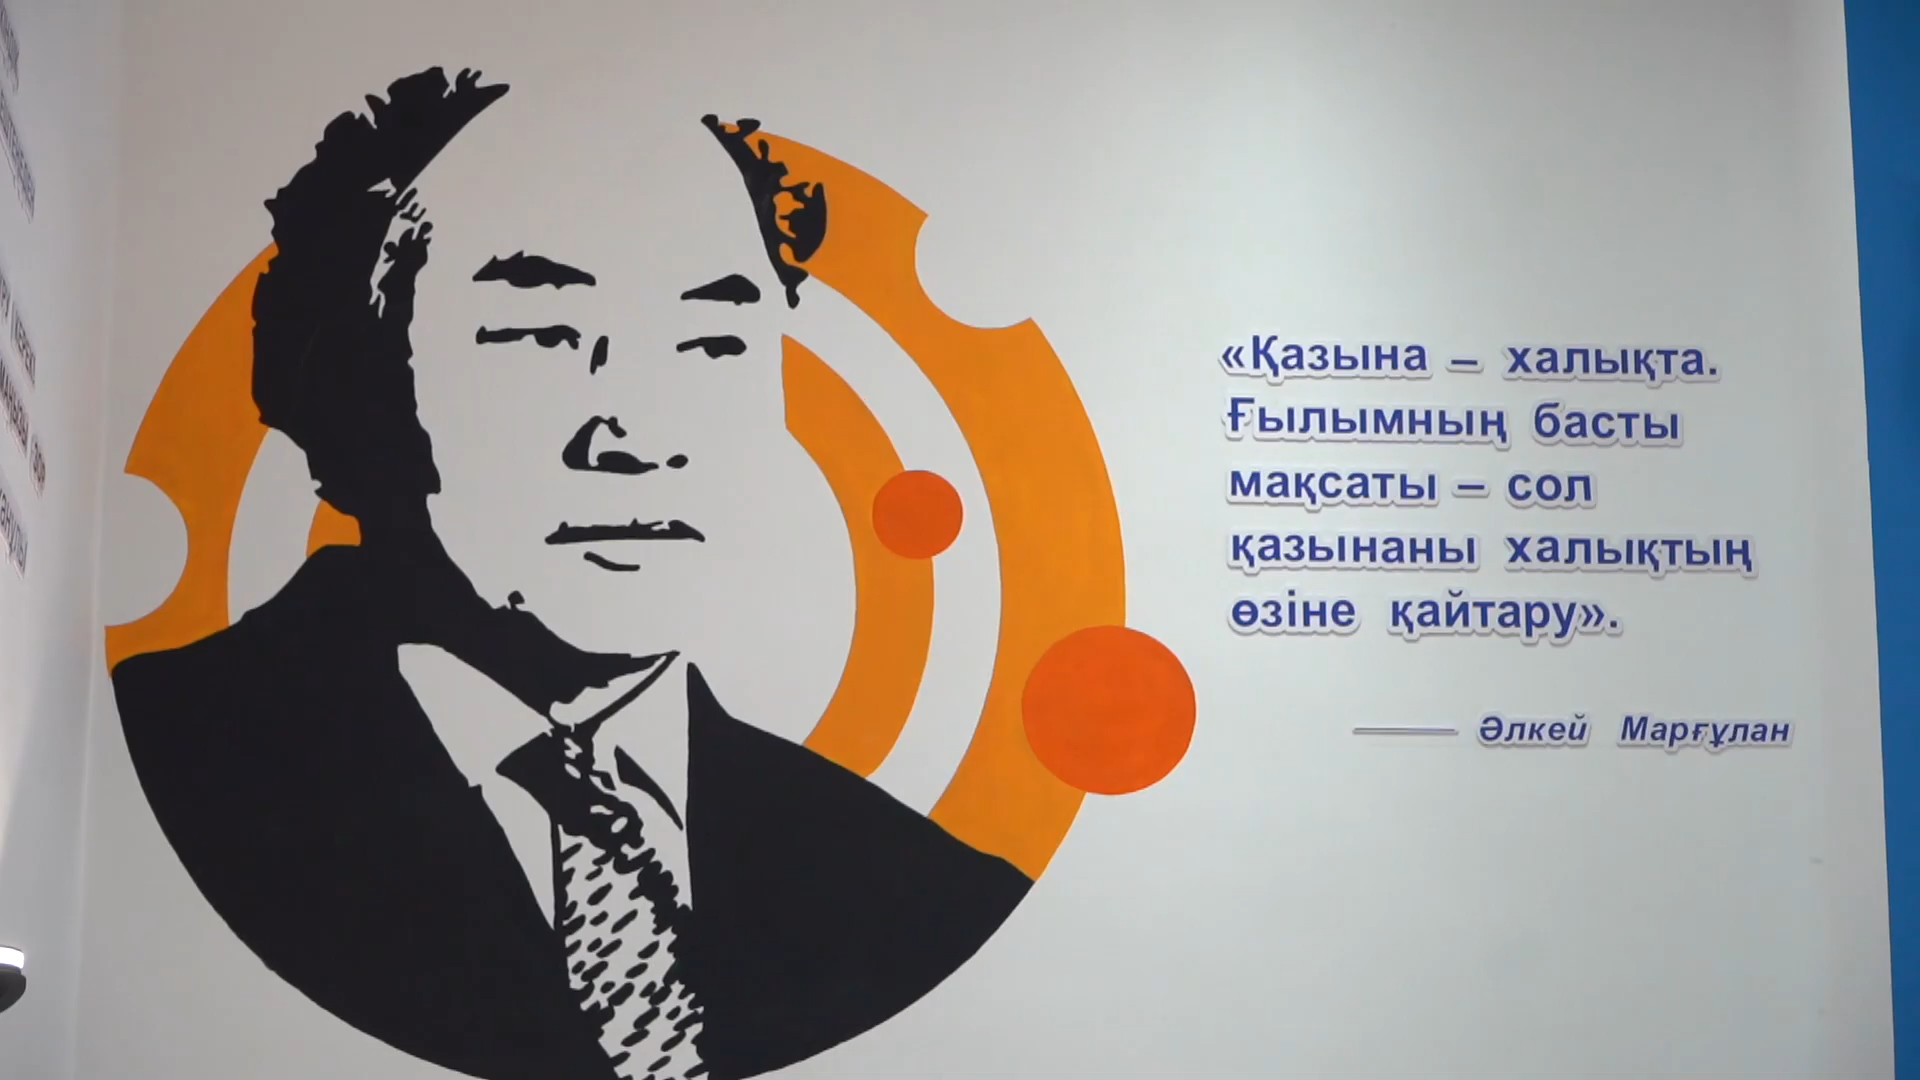 «Қазына – халықта.
Ғылымның басты
мақсаты – сол
қазынаны халықтың
өзіне қайтару».
Әлкей Марғұлан